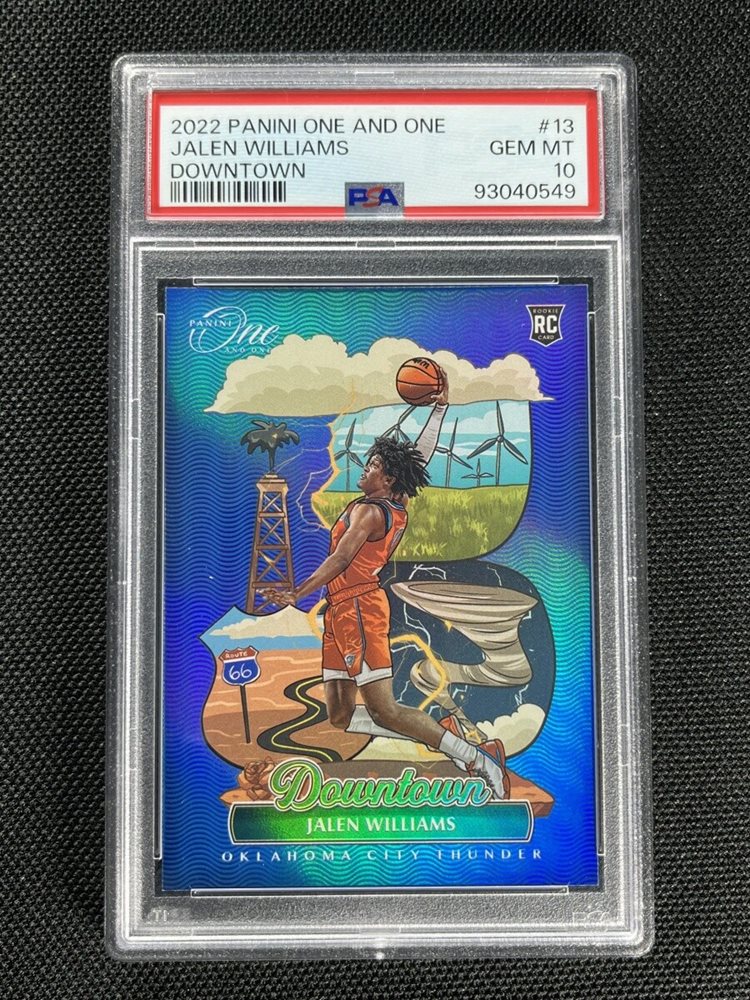 2022 PANINI ONE AND ONE #13
JALEN WILLIAMS GEM MT
DOWNTOWN 10
PSA 93040549
PANINI
One
AND ONE
ROOKIE
RC
CARD
ROUTE
66
Downtown
JALEN WILLIAMS
OKLAHOMA CITY THUNDER